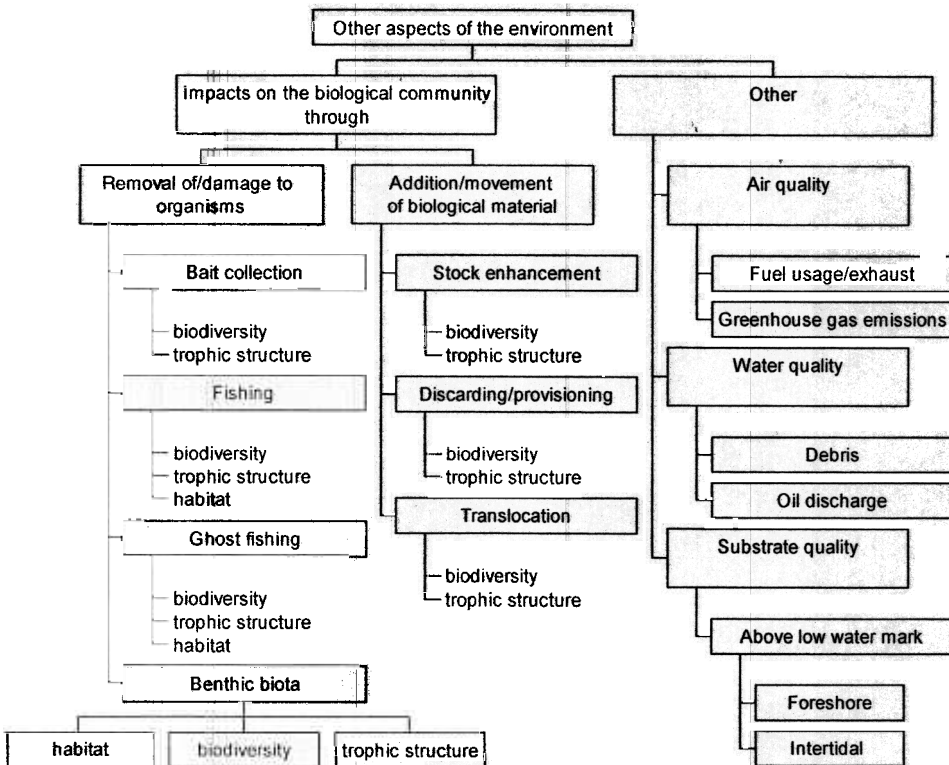 Other aspects of the environment
impacts on the biological community
through
Removal of/damage to
organisms
Bait collection
biodiversity
trophic structure
Fishing
biodiversity
trophic structure
habitat
Ghost fishing
biodiversity
trophic structure
habitat
Benthic biota
habitat
biodiversity
trophic structure
Addition/movement
of biological material
Stock enhancement
biodiversity
trophic structure
Discarding/provisioning
biodiversity
trophic structure
Translocation
biodiversity
trophic structure
Other
Air quality
Fuel usage/exhaust
Greenhouse gas emissions
Water quality
Debris
Oil discharge
Substrate quality
Above low water mark
Foreshore
Intertidal